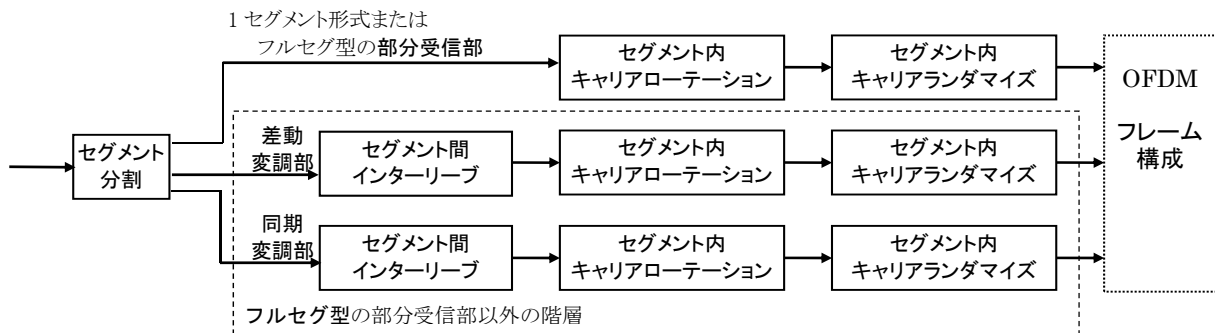 1 セグメント形式または
フルセグ型の部分受信部
セグメント内
キャリアローテーション
セグメント内
キャリアランダマイズ
OFDM
フレーム
構成
セグメント
分割
差動
変調部
セグメント間
インターリーブ
セグメント内
キャリアローテーション
セグメント内
キャリアランダマイズ
同期
変調部
セグメント間
インターリーブ
セグメント内
キャリアローテーション
セグメント内
キャリアランダマイズ
フルセグ型の部分受信部以外の階層